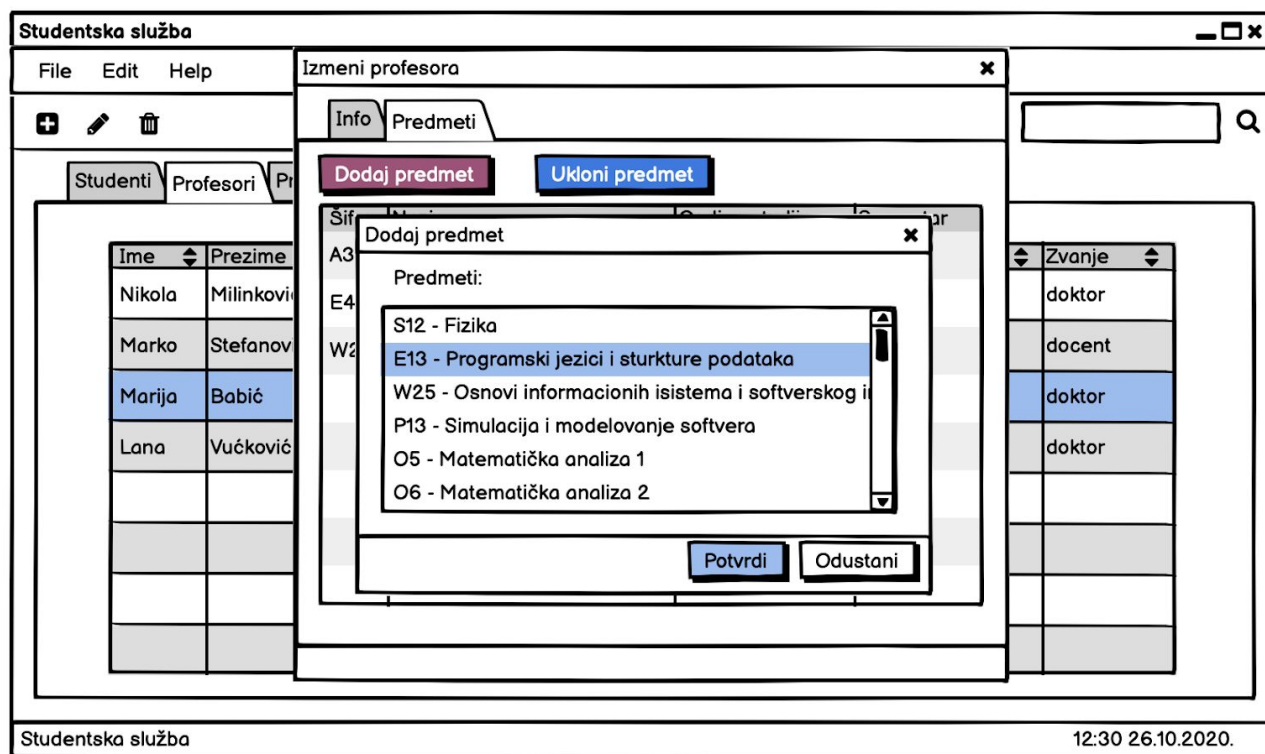 Studentska služba
File Edit Help
Izmeni profesora
Info Predmeti
Studenti Profesori
Dodaj predmet Ukloni predmet
Dodaj predmet
Predmeti:
S12 - Fizika
E13 - Programski jezici i sturkture podataka
W25 - Osnovi informacionih isistema i softverskog
P13 - Simulacija i modelovanje softvera
O5 - Matematička analiza 1
O6 - Matematička analiza 2
Potvrdi Odustani
Ime Prezime Zvanje
Nikola doktor
Marko docent
Marija Babić doktor
Lana Vućković doktor
Studentska služba 12:30 26.10.2020.